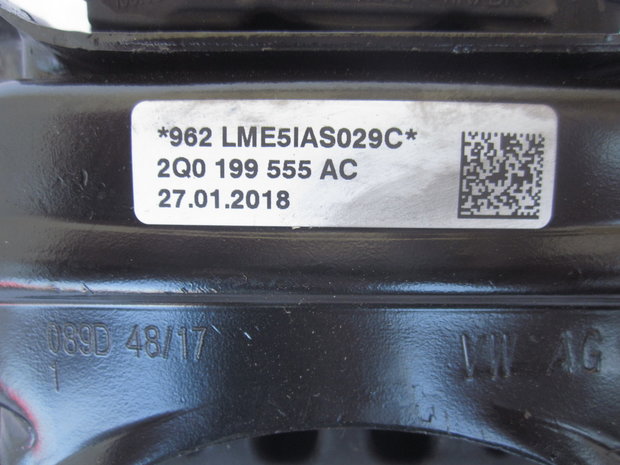 *962 LME5IAS029C*
2Q0 199 555 AC
27.01.2018
089D 48/17
1
VW AG